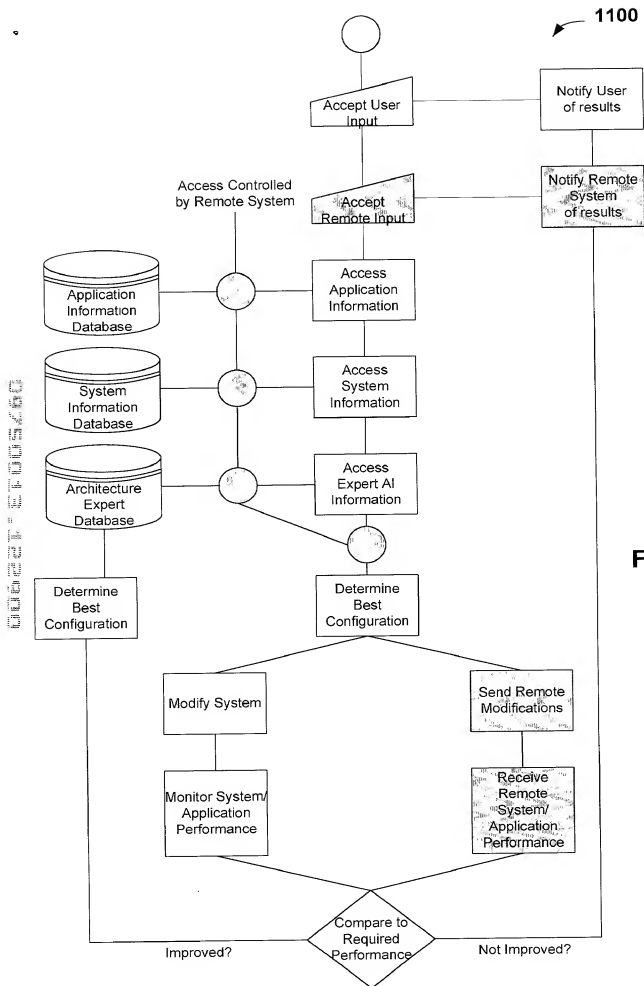 1100
Accept User
Input
Notify User
of results
Access Controlled
by Remote System
Accept
Remote Input
Notify Remote
System
of results
Application
Information
Database
Access
Application
Information
System
Information
Database
Access
System
Information
Architecture
Expert
Database
Access
Expert AI
Information
F
Determine
Best
Configuration
Determine
Best
Configuration
Modify System
Send Remote
Modifications
Monitor System/
Application
Performance
Receive
Remote
System/
Application
Performance
Compare to
Required
Performance
Improved?
Not Improved?